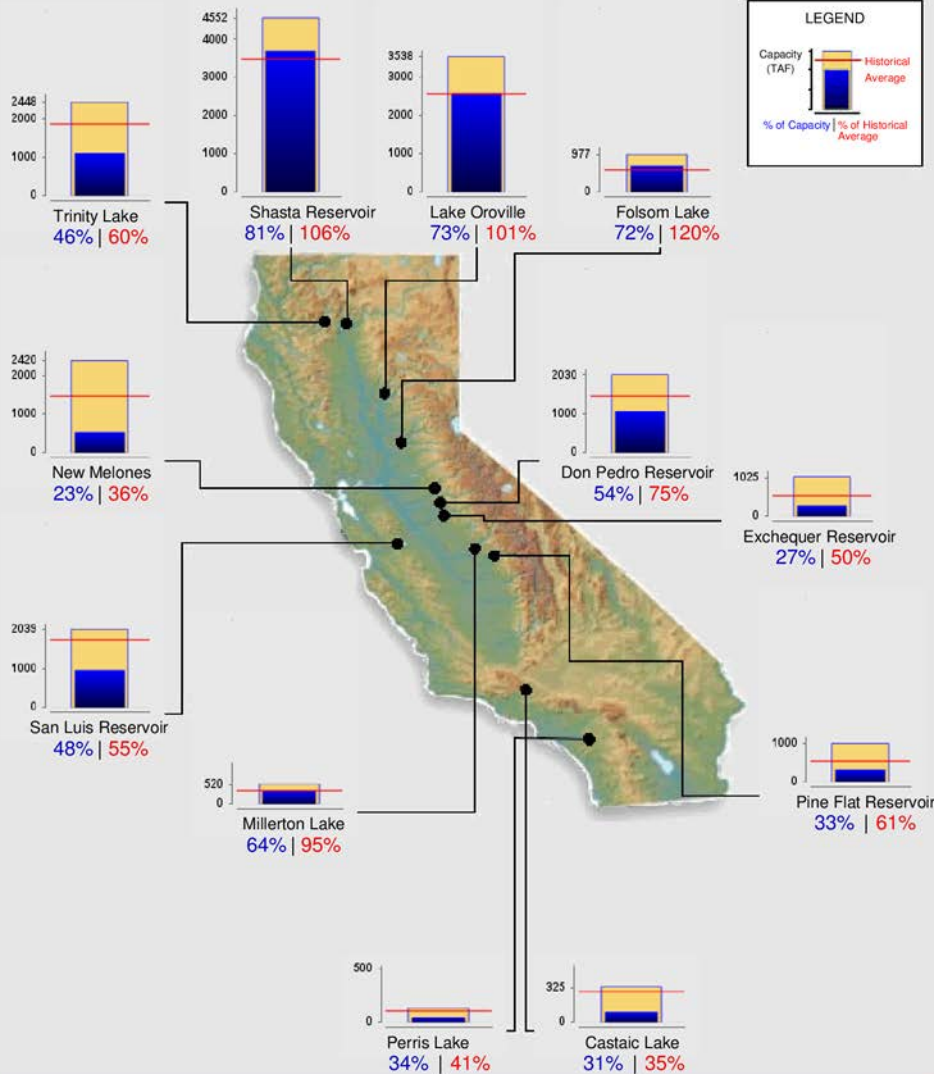 4552
4000
3000
2000
1000
0
Shasta Reservoir
81% | 106%
3538
3000
2000
1000
0
Lake Oroville
73% | 101%
LEGEND
Capacity
(TAF)
Historical
Average
% of Capacity | % of Historical
Average
2448
2000
1000
0
Trinity Lake
46% | 60%
977
0
Folsom Lake
72% | 120%
2420
2000
1000
0
New Melones
23% | 36%
2030
1000
0
Don Pedro Reservoir
54% | 75%
1025
0
Exchequer Reservoir
27% | 50%
2039
1000
0
San Luis Reservoir
48% | 55%
520
0
Millerton Lake
64% | 95%
1000
0
Pine Flat Reservoir
33% | 61%
500
0
Perris Lake
34% | 41%
325
0
Castaic Lake
31% | 35%